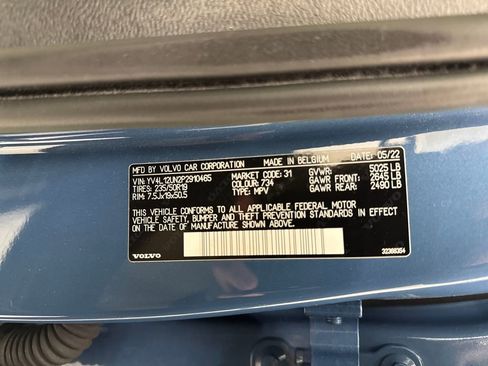 MFD BY VOLVO CAR CORPORATION MADE IN BELGIUM 05/22
VIN: YV4L12UN2P2910465 MARKET CODE: 31 GVWR: 5025 LB
TIRES: 235/50R19 COLOUR: 734 GAWR FRONT: 2645 LB
RIM: 7.5Jx19x50.5 TYPE: MPV GAWR REAR: 2490 LB
THIS VEHICLE CONFORMS TO ALL APPLICABLE FEDERAL MOTOR
VEHICLE SAFETY, BUMPER, AND THEFT PREVENTION STANDARDS IN EFFECT
ON THE DATE OF MANUFACTURE SHOWN ABOVE.
VOLVO 32368354